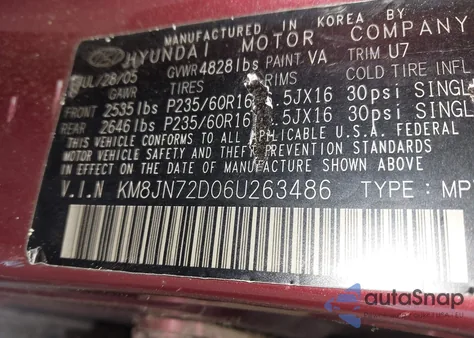 MANUFACTURED IN KOREA BY
HYUNDAI MOTOR COMPANY
JUL/28/05 GVWR 4828 lbs PAINT VA TRIM U7
GAWR TIRES RIMS COLD TIRE INFL
FRONT 2535 lbs P235/60R16 .5JX16 30psi SINGL
REAR 2646 lbs P235/60R16 .5JX16 30psi SINGL
THIS VEHICLE CONFORMS TO ALL APPLICABLE U.S.A. FEDERAL
MOTOR VEHICLE SAFETY AND STANDARDS
IN EFFECT ON THE DATE OF MANUFACTURE SHOWN ABOVE.
V.I.N KM8JN72D06U263486 TYPE: MP
autoSnap